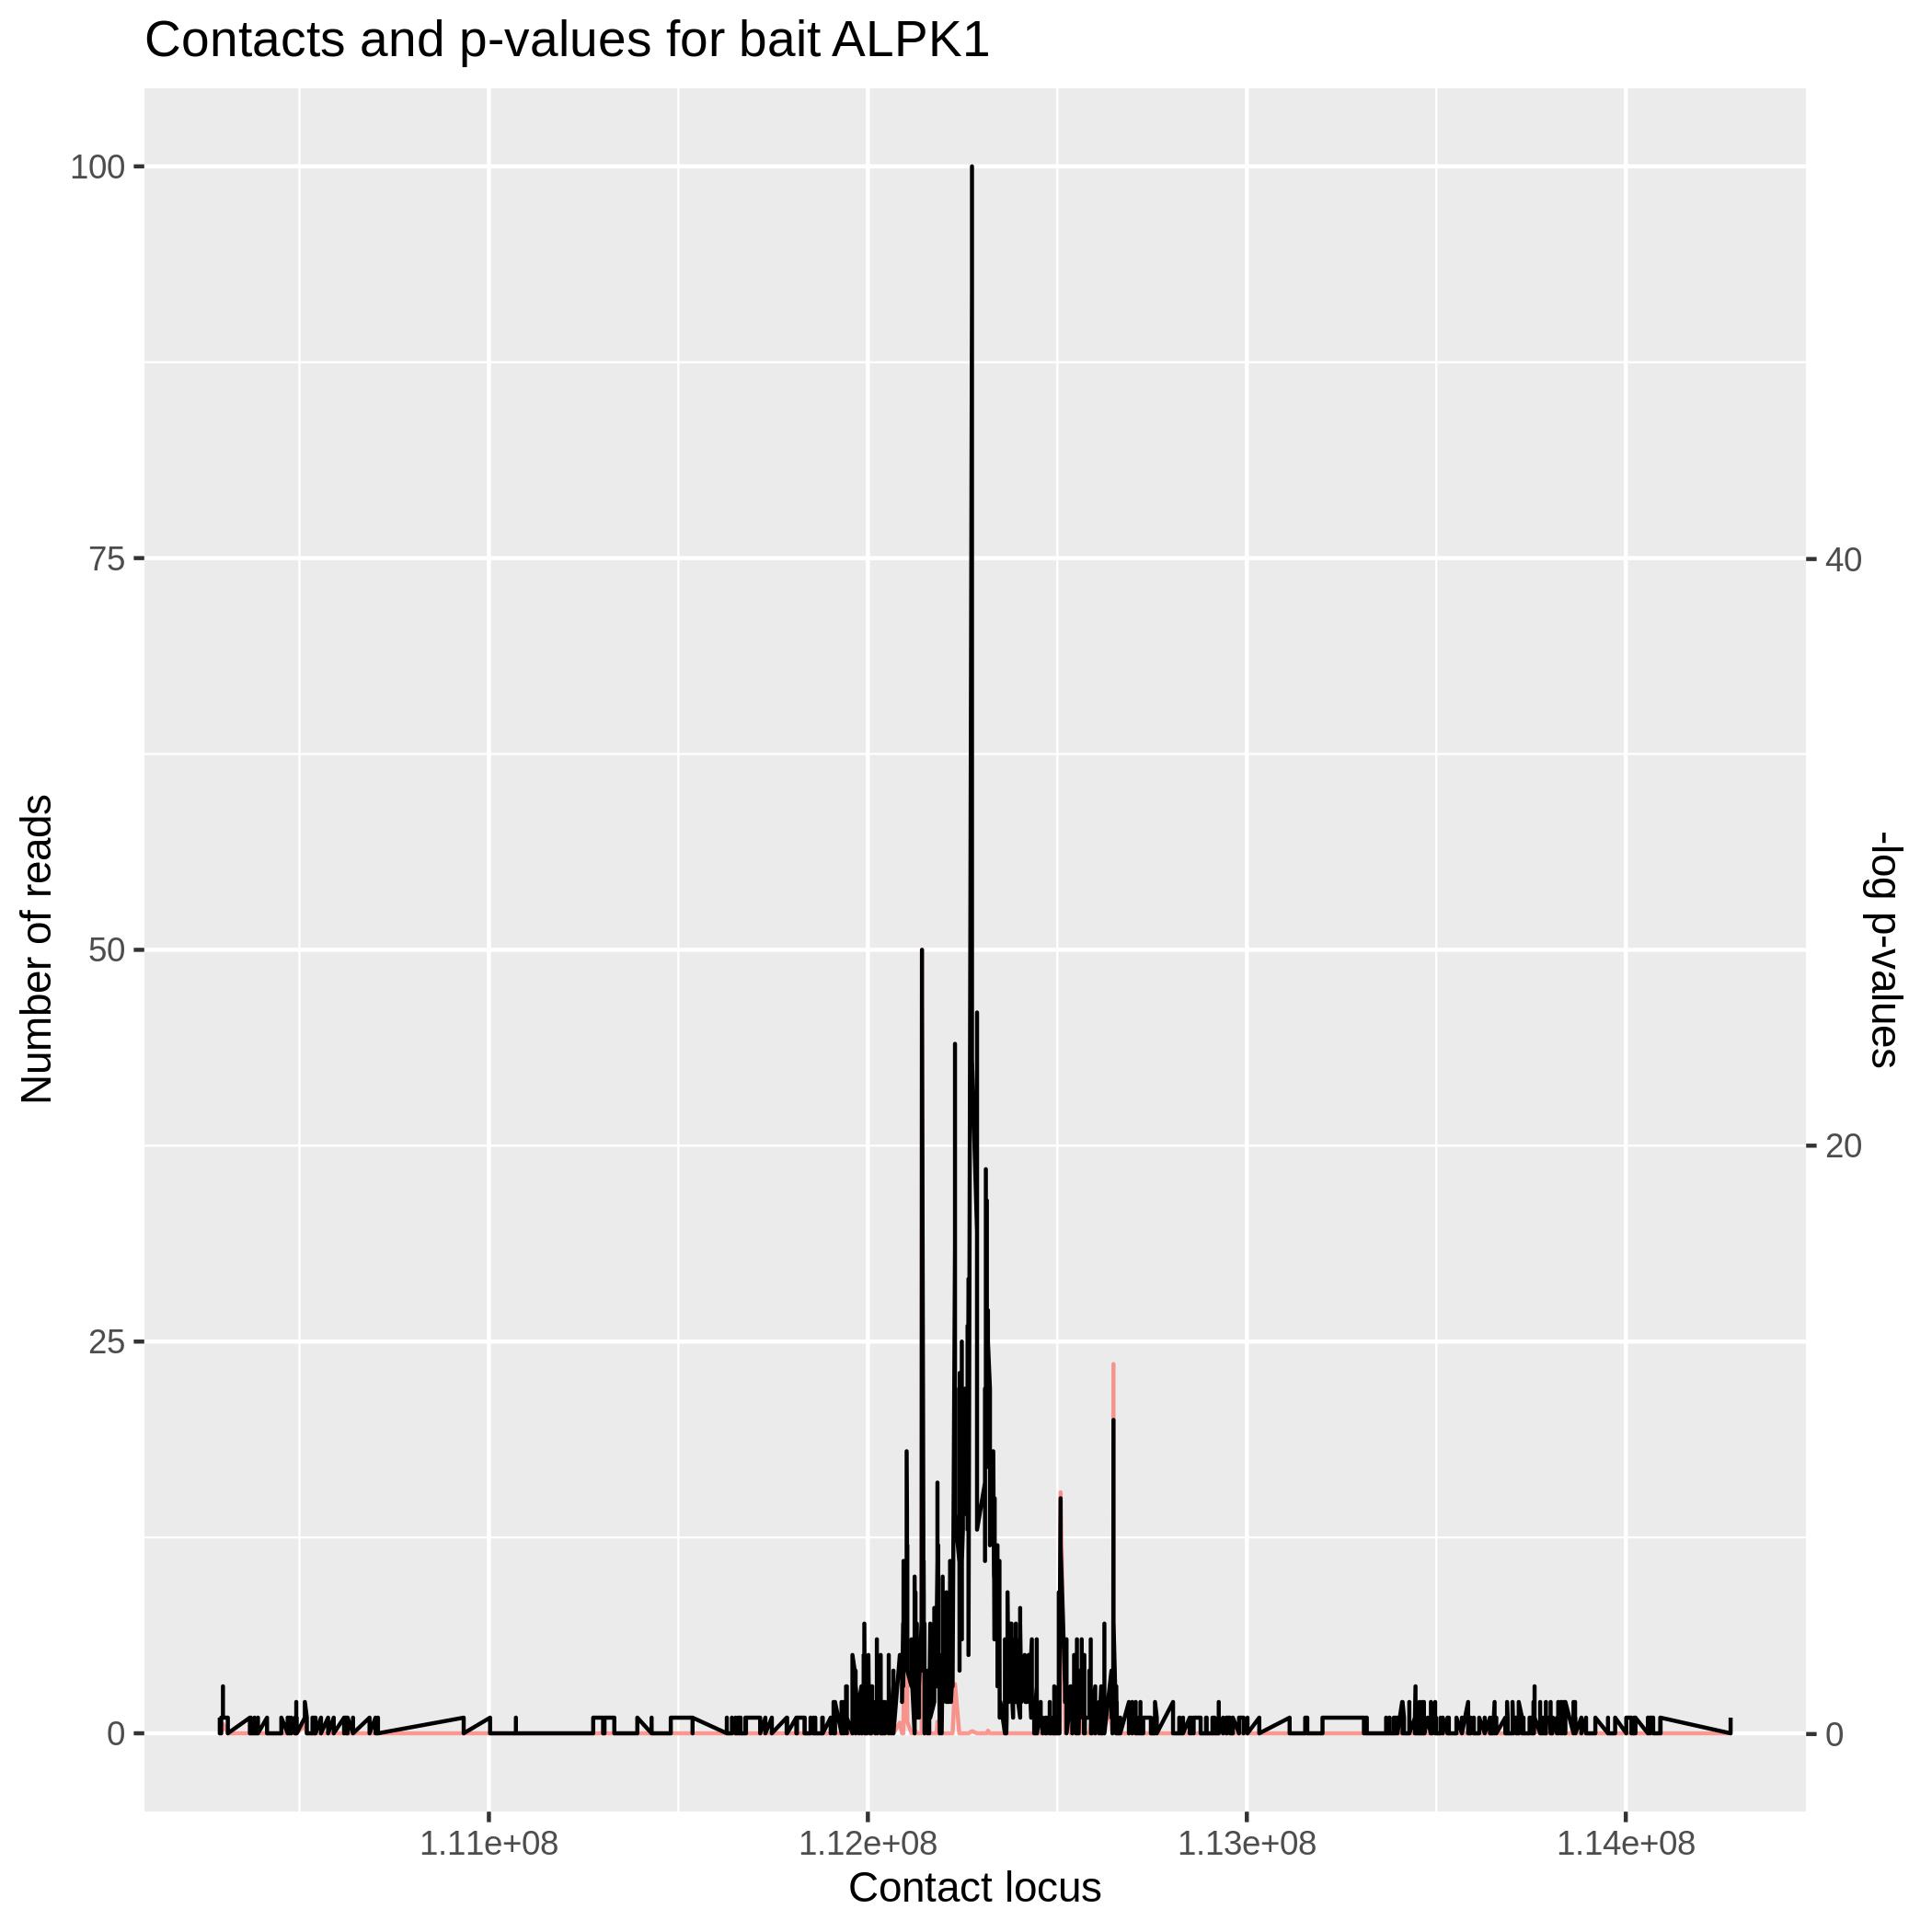 Contacts and p-values for bait ALPK1
100
75
50
25
0
Number of reads
40
20
0
-log p-values
1.11e+08 1.12e+08 1.13e+08 1.14e+08
Contact locus